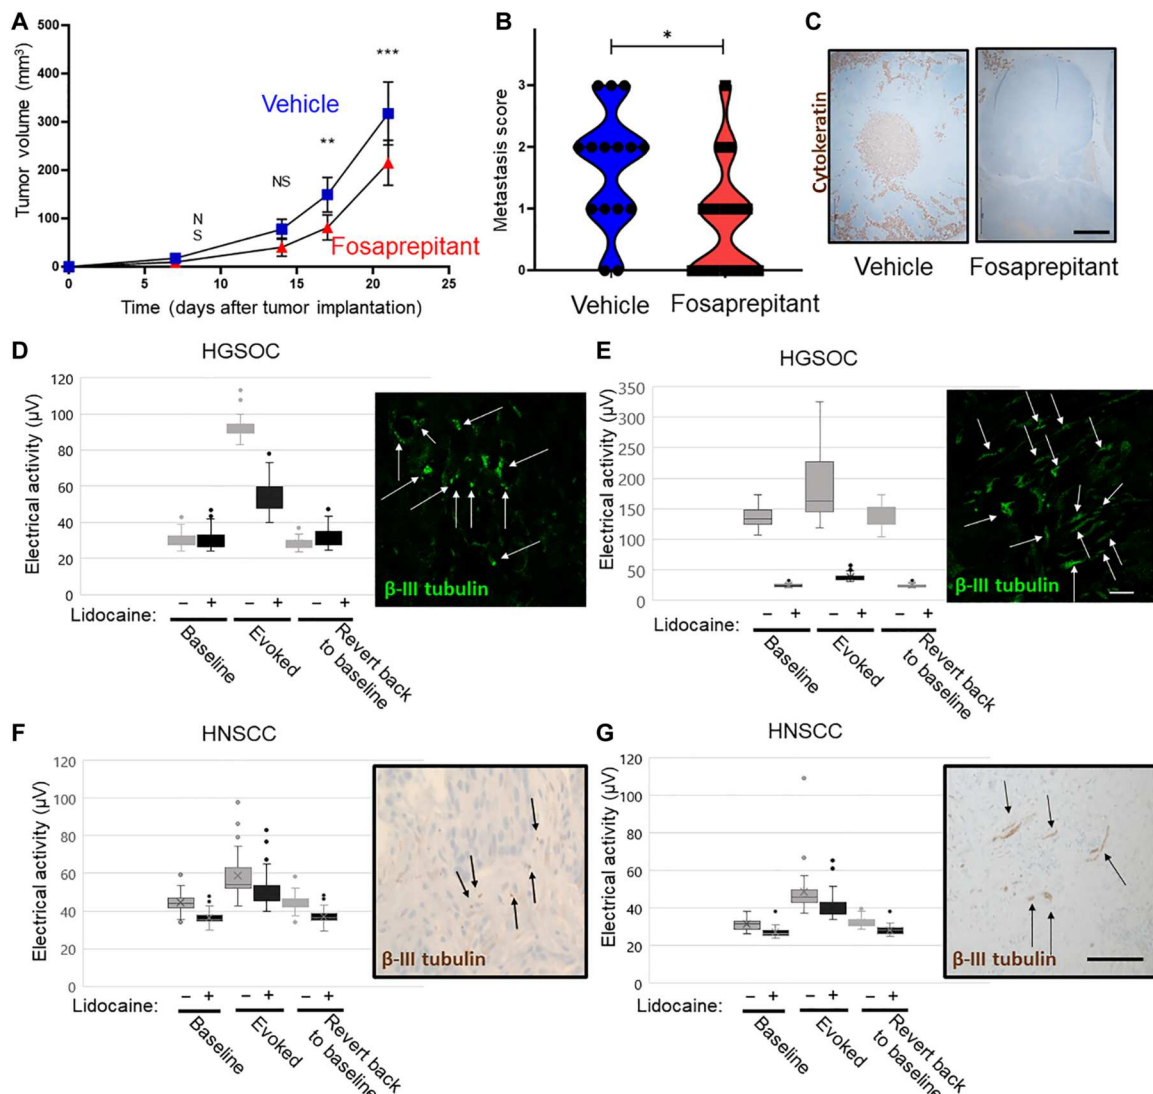 A
Tumor volume (mm³)
500
400
300
200
100
0
0
5
10
15
20
25
Time (days after tumor implantation)
Vehicle
Fosaprepitant
N
S
NS
**
***
B
Metastasis score
3
2
1
0
*
Vehicle
Fosaprepitant
C
Cytokeratin
Vehicle
Fosaprepitant
D
HGSOC
Electrical activity (µV)
120
100
80
60
40
20
0
Lidocaine:
− + − + − +
Baseline
Evoked
Revert back
to baseline
β-III tubulin
E
HGSOC
Electrical activity (µV)
350
300
250
200
150
100
50
0
Lidocaine:
− + − + − +
Baseline
Evoked
Revert back
to baseline
β-III tubulin
F
HNSCC
Electrical activity (µV)
120
100
80
60
40
20
0
Lidocaine:
− + − + − +
Baseline
Evoked
Revert back
to baseline
β-III tubulin
G
HNSCC
Electrical activity (µV)
120
100
80
60
40
20
0
Lidocaine:
− + − + − +
Baseline
Evoked
Revert back
to baseline
β-III tubulin